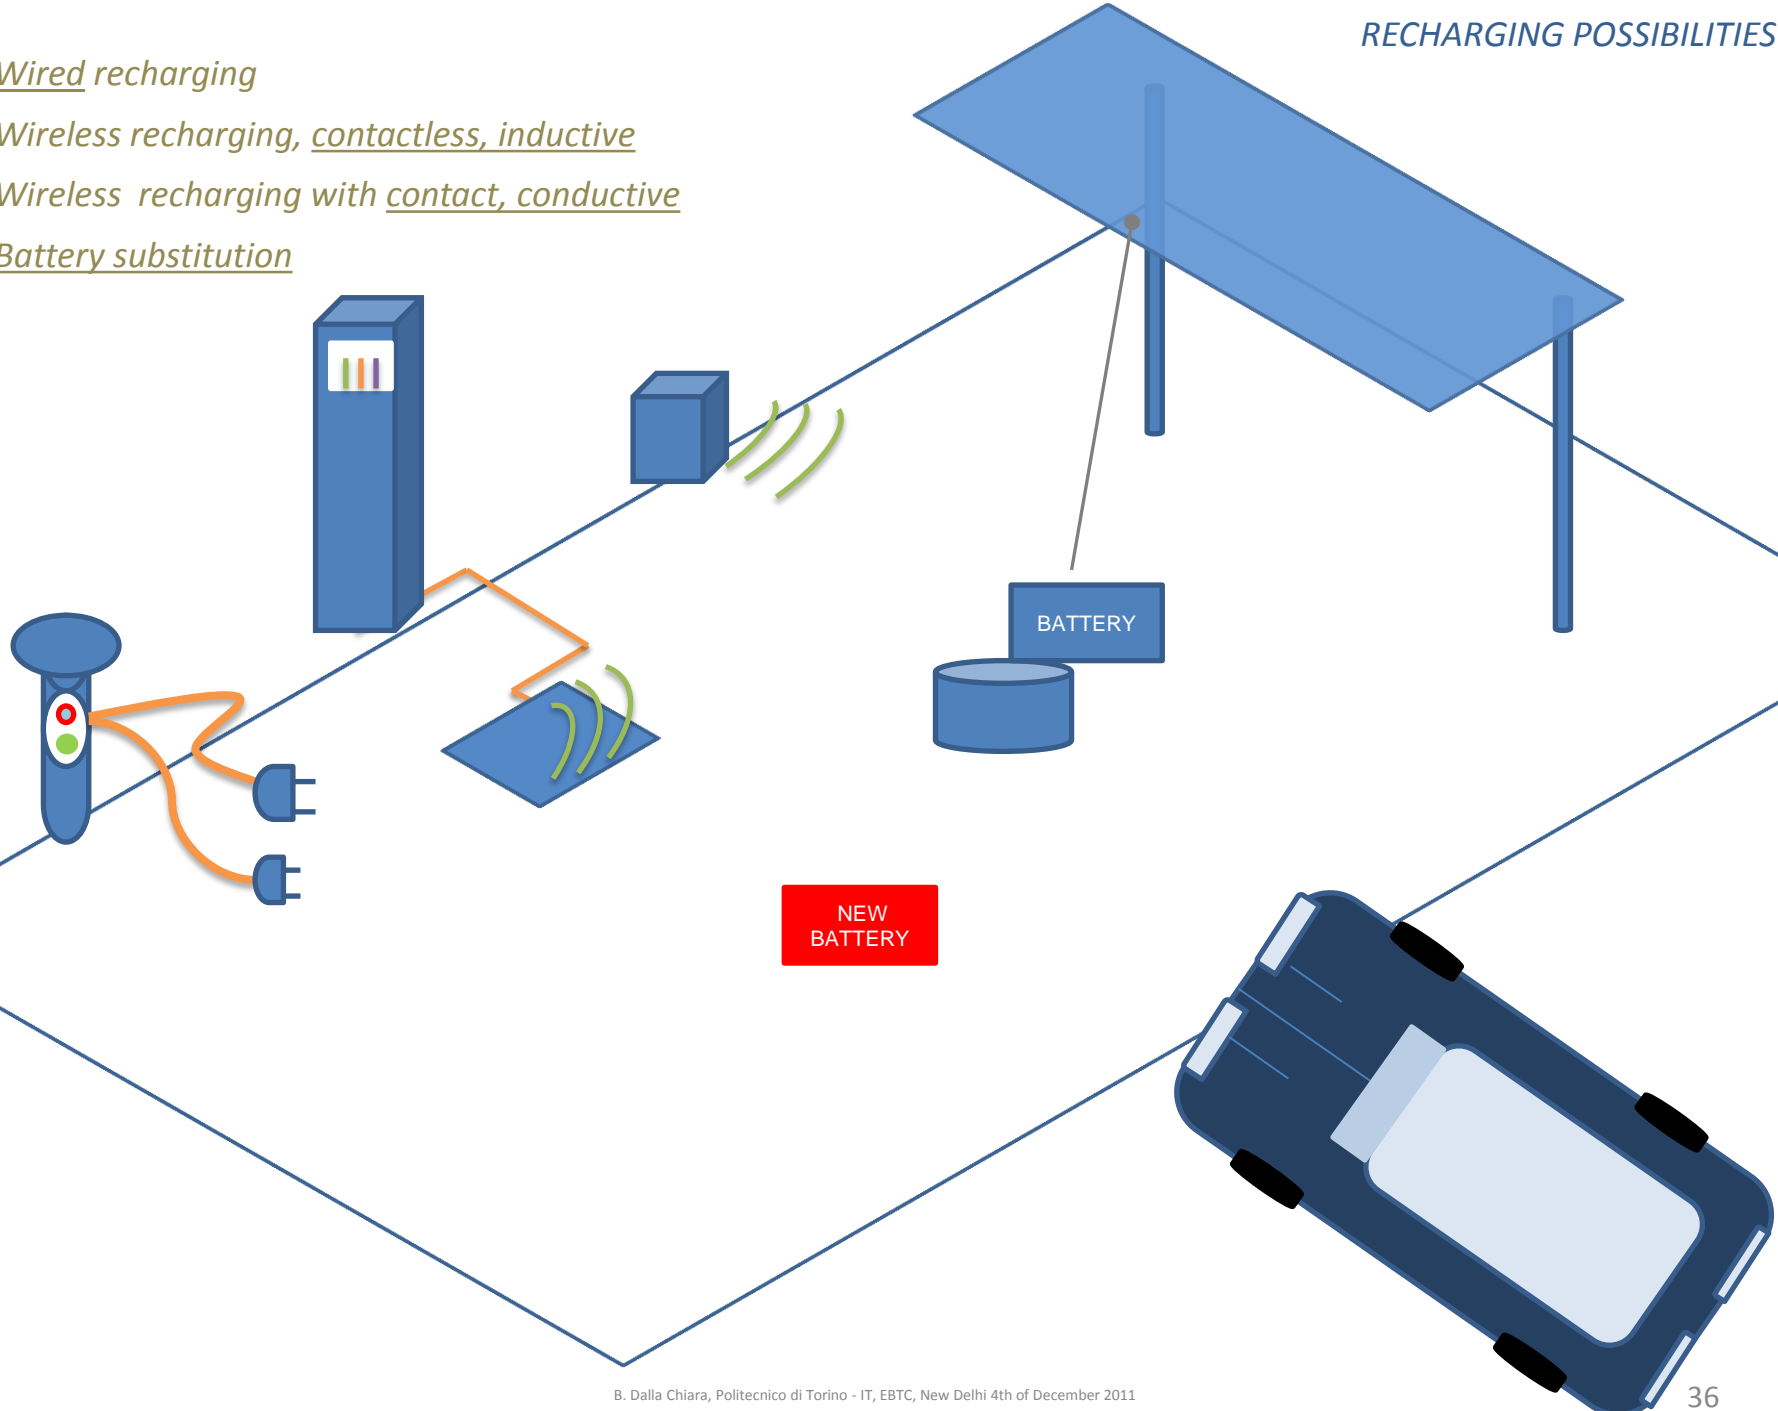 RECHARGING POSSIBILITIES
Wired recharging
Wireless recharging, contactless, inductive
Wireless recharging with contact, conductive
Battery substitution
BATTERY
NEW
BATTERY
B. Dalla Chiara, Politecnico di Torino - IT, EBTC, New Delhi 4th of December 2011
36